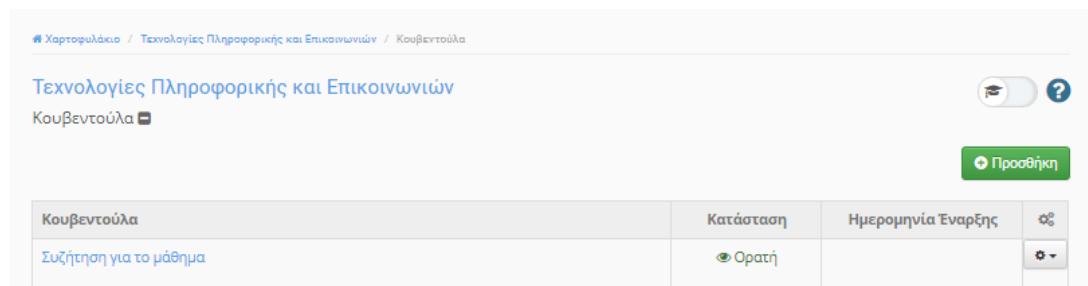 Χαρτοφυλάκιο / Τεχνολογίες Πληροφορικής και Επικοινωνιών / Κουβεντούλα
Τεχνολογίες Πληροφορικής και Επικοινωνιών
Κουβεντούλα
Προσθήκη
Κουβεντούλα Κατάσταση Ημερομηνία Έναρξης
Συζήτηση για το μάθημα Ορατή